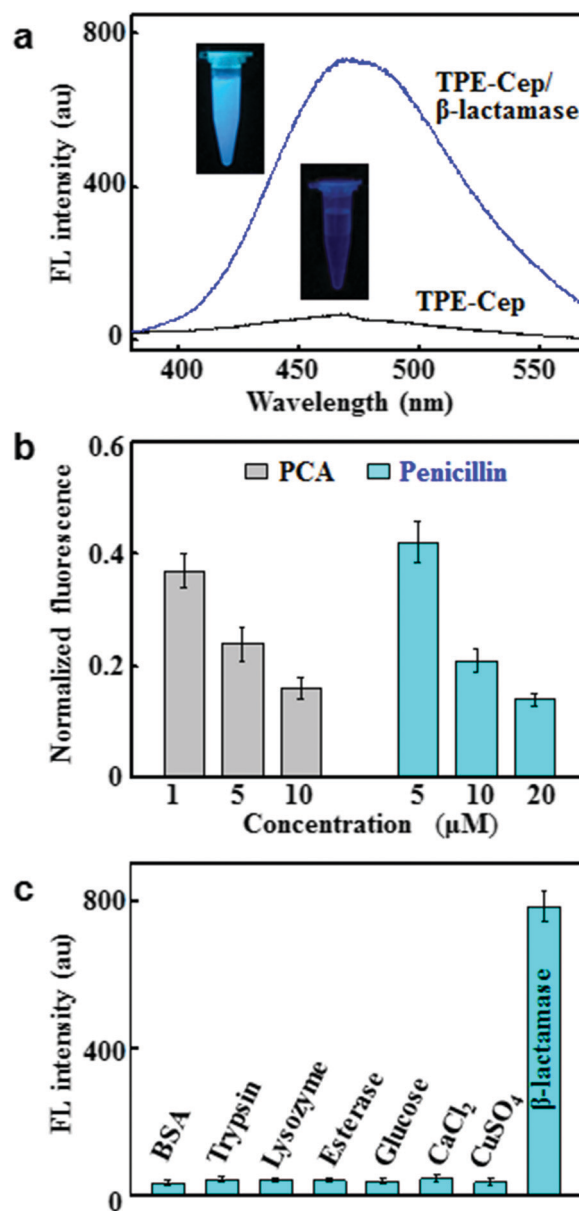 a
800
400
0
FL intensity (au)
TPE-Cep/
β-lactamase
TPE-Cep
400 450 500 550
Wavelength (nm)
b
0.6
0.4
0.2
0
Normalized fluorescence
PCA Penicillin
1 5 10 5 10 20
Concentration (μM)
c
800
400
0
FL intensity (au)
BSA
Trypsin
Lysozyme
Esterase
Glucose
CaCl₂
CuSO₄
β-lactamase